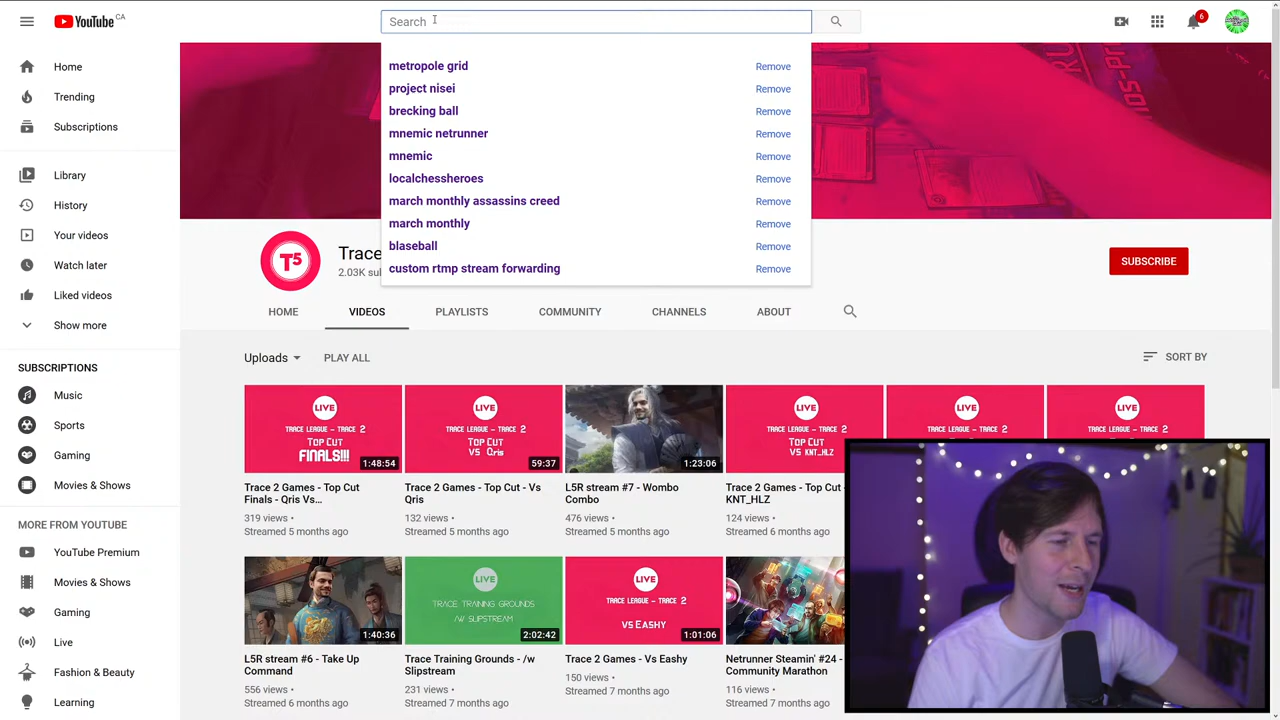 YouTube CA
Search
6
metropole grid Remove
project nisei Remove
brecking ball Remove
mnemic netrunner Remove
mnemic Remove
localchessheroes Remove
march monthly assassins creed Remove
march monthly Remove
blaseball Remove
custom rtmp stream forwarding Remove
Home
Trending
Subscriptions
Library
History
Your videos
Watch later
Liked videos
Show more
SUBSCRIPTIONS
Music
Sports
Gaming
Movies & Shows
MORE FROM YOUTUBE
YouTube Premium
Movies & Shows
Gaming
Live
Fashion & Beauty
Learning
T5
Trace
2.03K su
SUBSCRIBE
HOME VIDEOS PLAYLISTS COMMUNITY CHANNELS ABOUT
Uploads PLAY ALL SORT BY
LIVE
TRACE LEAGUE - TRACE 2
TOP CUT
FINALS!!!
1:48:54
Trace 2 Games - Top Cut
Finals - Qris Vs...
319 views •
Streamed 5 months ago
LIVE
TRACE LEAGUE - TRACE 2
TOP CUT
VS Qris
59:37
Trace 2 Games - Top Cut - Vs
Qris
132 views •
Streamed 5 months ago
1:23:06
L5R stream #7 - Wombo
Combo
476 views •
Streamed 5 months ago
LIVE
TRACE LEAGUE - TRACE 2
TOP CUT
VS KNT_HLZ
Trace 2 Games - Top Cut -
KNT_HLZ
124 views •
Streamed 6 months ago
LIVE
TRACE LEAGUE - TRACE 2
LIVE
TRACE LEAGUE - TRACE 2
1:40:36
L5R stream #6 - Take Up
Command
556 views •
Streamed 7 months ago
LIVE
TRACE TRAINING GROUNDS
/W SLIPSTREAM
2:02:42
Trace Training Grounds - /w
Slipstream
231 views •
Streamed 7 months ago
LIVE
TRACE LEAGUE - TRACE 2
VS EASHY
1:01:06
Trace 2 Games - Vs Eashy
150 views •
Streamed 7 months ago
Netrunner Steamin' #24 -
Community Marathon
116 views •
Streamed 7 months ago